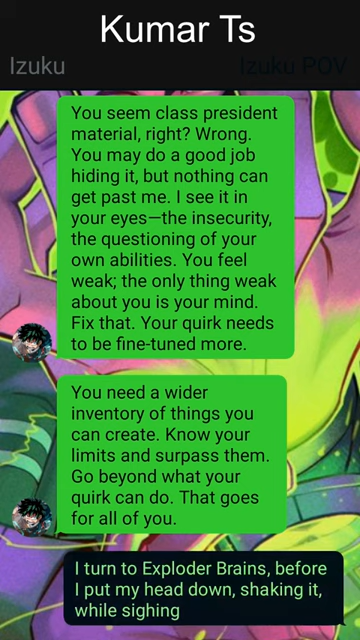 Kumar Ts
Izuku
Izuku POV
You seem class president
material, right? Wrong.
You may do a good job
hiding it, but nothing can
get past me. I see it in
your eyes—the insecurity,
the questioning of your
own abilities. You feel
weak; the only thing weak
about you is your mind.
Fix that. Your quirk needs
to be fine-tuned more.
You need a wider
inventory of things you
can create. Know your
limits and surpass them.
Go beyond what your
quirk can do. That goes
for all of you.
I turn to Exploder Brains, before
I put my head down, shaking it,
while sighing